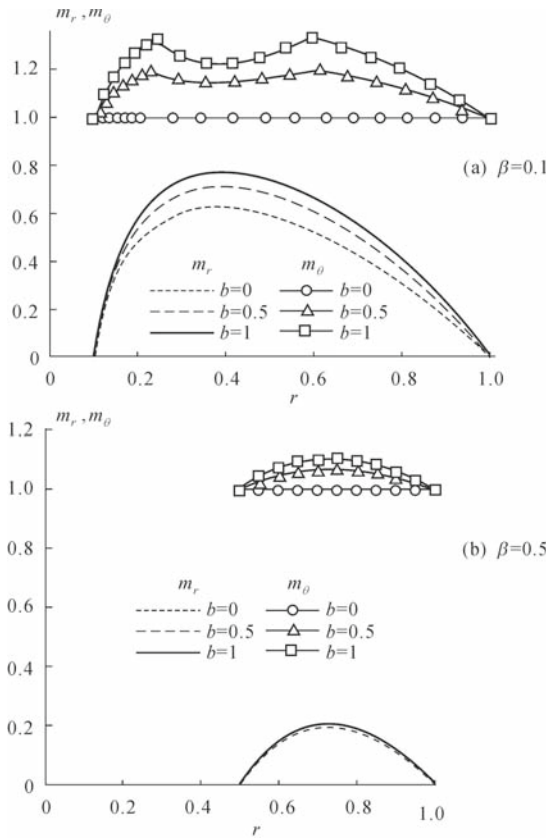 m_r , m_θ
1.2
1.0
0.8
0.6
0.4
0.2
0
(a) β=0.1
m_r m_θ
b=0 b=0
b=0.5 b=0.5
b=1 b=1
0.2 0.4 0.6 0.8 1.0
r
m_r , m_θ
1.2
1.0
0.8
0.6
0.4
0.2
0
(b) β=0.5
m_r m_θ
b=0 b=0
b=0.5 b=0.5
b=1 b=1
0 0.2 0.4 0.6 0.8 1.0
r